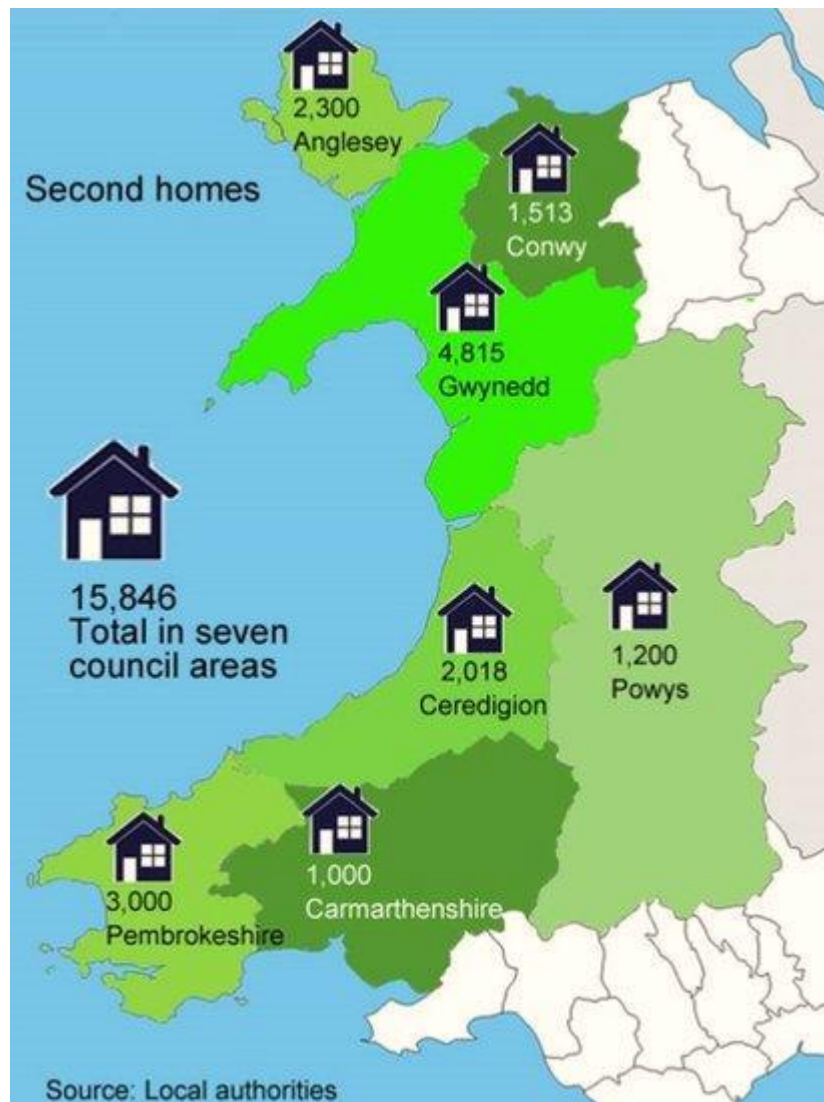 2,300
Anglesey
Second homes
1,513
Conwy
4,815
Gwynedd
15,846
Total in seven
council areas
2,018
Ceredigion
1,200
Powys
3,000
Pembrokeshire
1,000
Carmarthenshire
Source: Local authorities